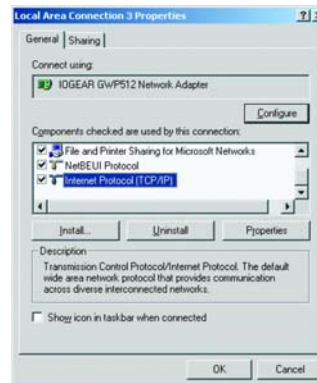 Local Area Connection 3 Properties
General Sharing
Connect using:
IOGEAR GWP512 Network Adapter
Configure
Components checked are used by this connection:
File and Printer Sharing for Microsoft Networks
NetBEUI Protocol
Internet Protocol (TCP/IP)
Install... Uninstall Properties
Description
Transmission Control Protocol/Internet Protocol. The default
wide area network protocol that provides communication
across diverse interconnected networks.
Show icon in taskbar when connected
OK Cancel